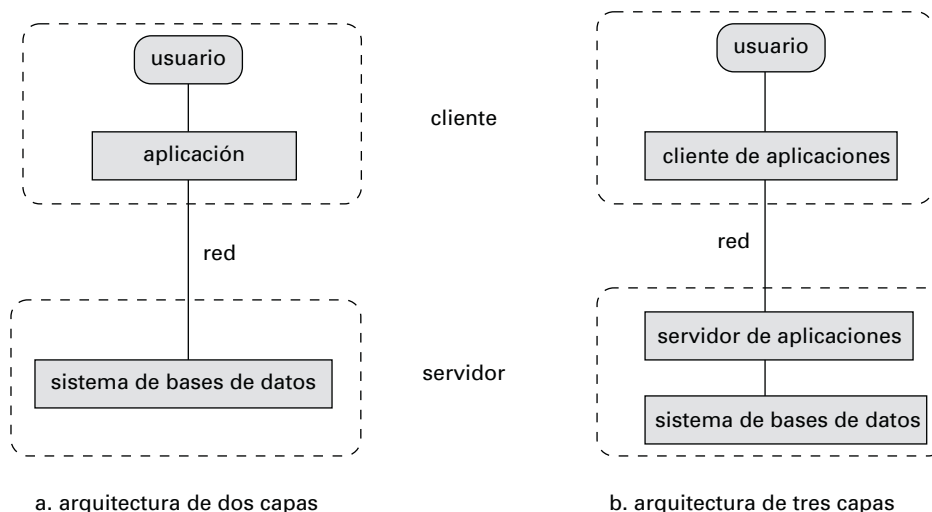 usuario
aplicación
red
sistema de bases de datos
a. arquitectura de dos capas
cliente
servidor
usuario
cliente de aplicaciones
red
servidor de aplicaciones
sistema de bases de datos
b. arquitectura de tres capas